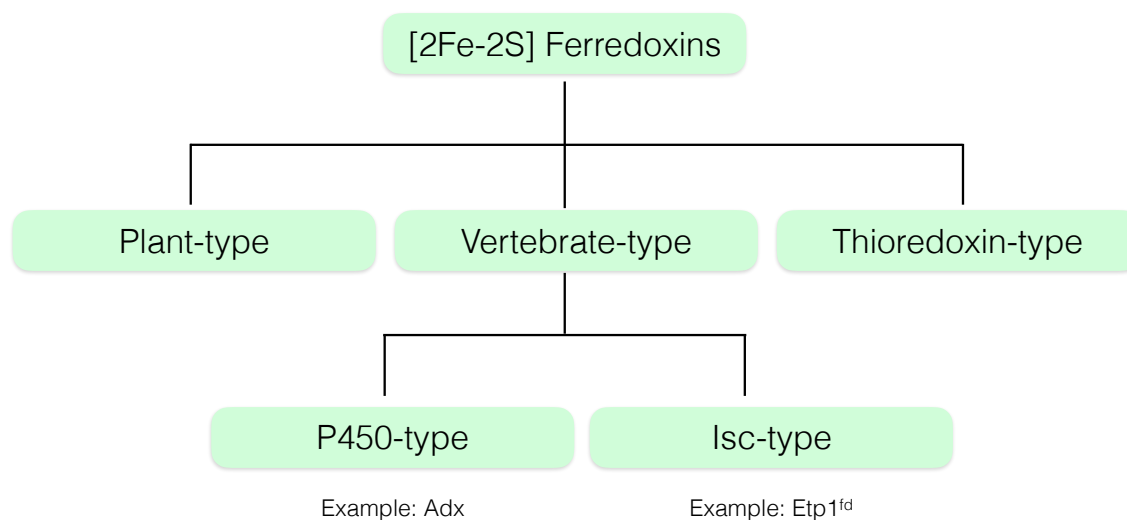 [2Fe-2S] Ferredoxins
Plant-type
Vertebrate-type
Thioredoxin-type
P450-type
Isc-type
Example: Adx
Example: Etp1ᶠᵈ